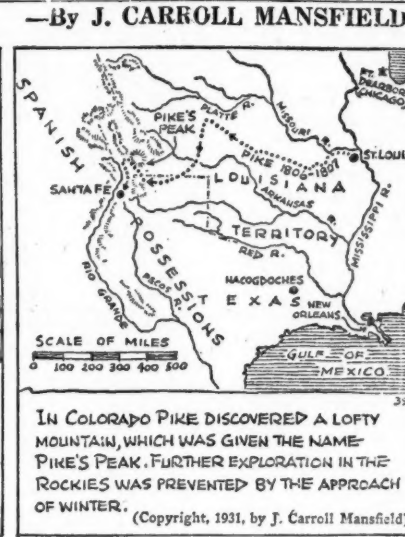 —By J. CARROLL MANSFIELD
SPANISH
POSSESSIONS
PIKE'S
PEAK
PLATTE R.
MISSOURI R.
FT.
DEARBORN
CHICAGO
PIKE 1806-1807
ST. LOUIS
LOUISIANA
ARKANSAS R.
SANTA FÉ
MISSISSIPPI R.
TERRITORY
RED R.
RIO GRANDE
PECOS R.
NACOGDOCHES
TEXAS
NEW
ORLEANS
SCALE OF MILES
0 100 200 300 400 500
GULF OF
MEXICO
IN COLORADO PIKE DISCOVERED A LOFTY
MOUNTAIN, WHICH WAS GIVEN THE NAME
PIKE'S PEAK. FURTHER EXPLORATION IN THE
ROCKIES WAS PREVENTED BY THE APPROACH
OF WINTER.
(Copyright, 1931, by J. Carroll Mansfield)